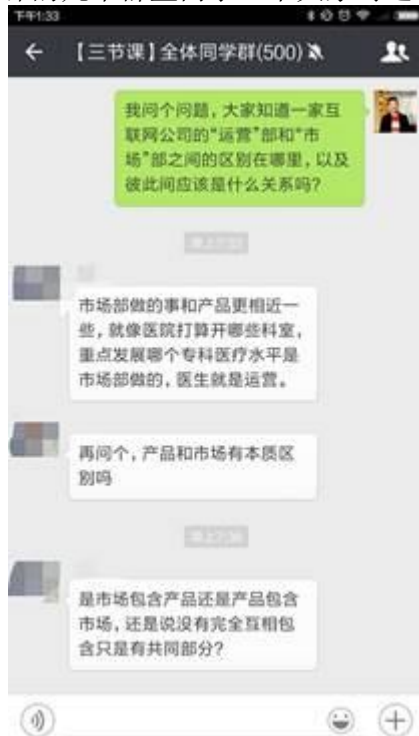 下午1:33
【三节课】全体同学群(500)
我问个问题，大家知道一家互
联网公司的“运营”部和“市
场”部之间的区别在哪里，以及
彼此间应该是什么关系吗？
市场部做的事和产品更相近一
些，就像医院打算开哪些科室，
重点发展哪个专科医疗水平是
市场部做的，医生就是运营。
再问个，产品和市场有本质区
别吗
是市场包含产品还是产品包含
市场，还是说没有完全互相包
含只是有共同部分？